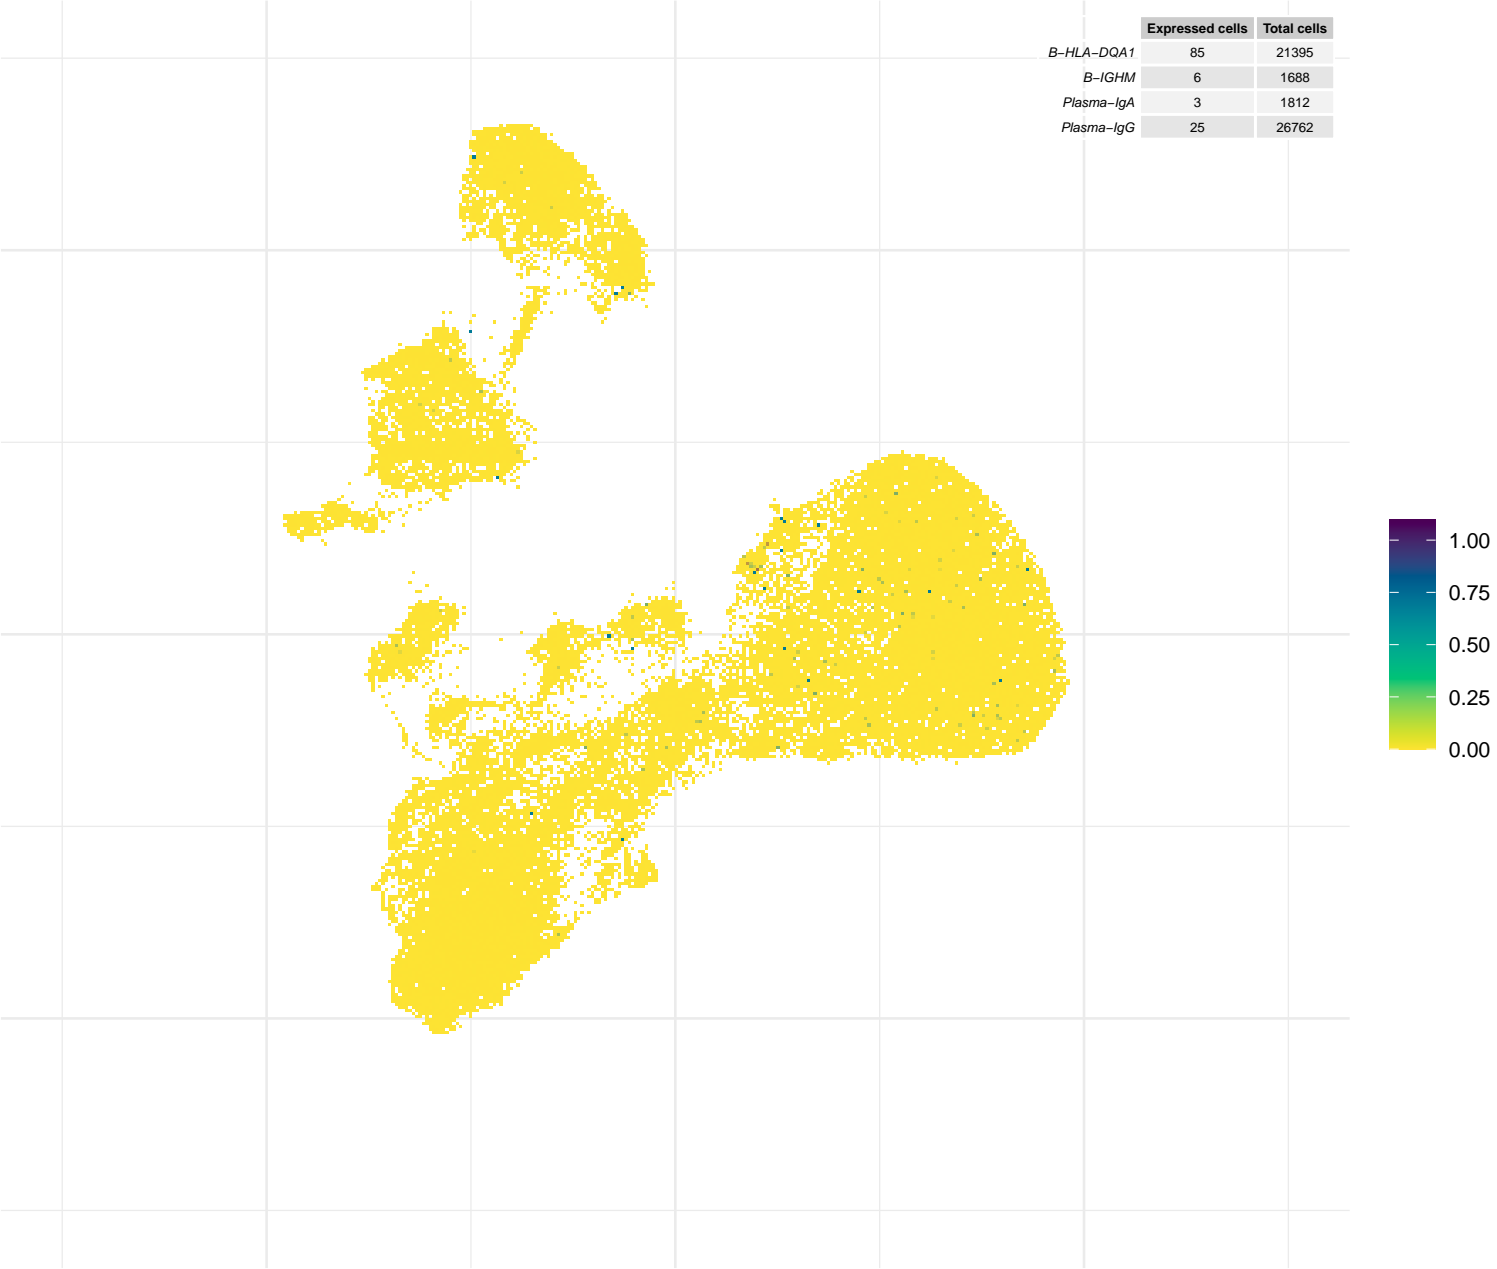 Expressed cells Total cells
B−HLA−DQA1 85 21395
B−IGHM 6 1688
Plasma−IgA 3 1812
Plasma−IgG 25 26762
1.00
0.75
0.50
0.25
0.00